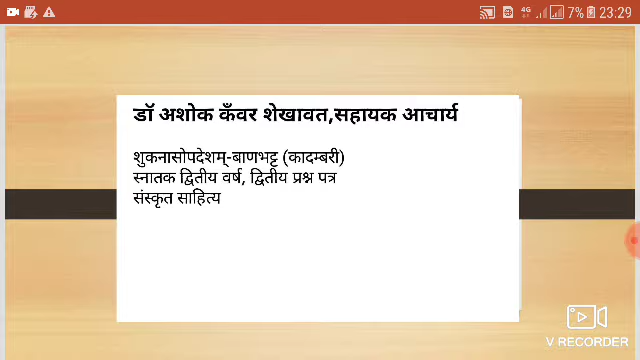 4G
7%
23:29
डॉ अशोक कँवर शेखावत,सहायक आचार्य
शुकनासोपदेशम्-बाणभट्ट (कादम्बरी)
स्नातक द्वितीय वर्ष, द्वितीय प्रश्न पत्र
संस्कृत साहित्य
V RECORDER